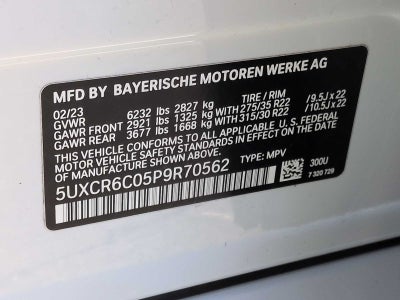 MFD BY BAYERISCHE MOTOREN WERKE AG
02/23 TIRE / RIM
GVWR 6232 lbs 2827 kg
GAWR FRONT 2921 lbs 1325 kg WITH 275/35 R22 / 9.5J x 22
GAWR REAR 3677 lbs 1668 kg WITH 315/30 R22 / 10.5J x 22
THIS VEHICLE CONFORMS TO ALL APPLICABLE U.S. FEDERAL
MOTOR VEHICLE SAFETY STANDARDS IN EFFECT ON
THE DATE OF MANUFACTURE SHOWN ABOVE.
5UXCR6C05P9R70562 TYPE: MPV
300U
7 320 729